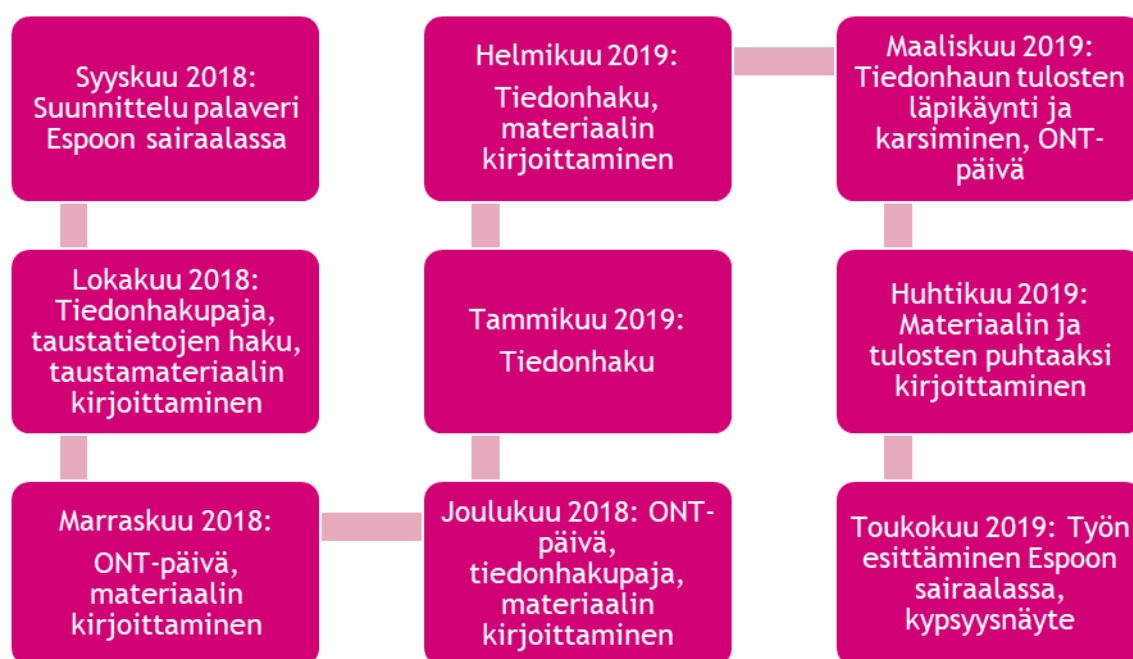 Syyskuu 2018:
Suunnittelu palaveri
Espoon sairaalassa
Lokakuu 2018:
Tiedonhakupaja,
taustatietojen haku,
taustamateriaalin
kirjoittaminen
Marraskuu 2018:
ONT-päivä,
materiaalin
kirjoittaminen
Joulukuu 2018: ONT-
päivä,
tiedonhakupaja,
materiaalin
kirjoittaminen
Tammikuu 2019:
Tiedonhaku
Helmikuu 2019:
Tiedonhaku,
materiaalin
kirjoittaminen
Maaliskuu 2019:
Tiedonhaun tulosten
läpikäynti ja
karsiminen, ONT-
päivä
Huhtikuu 2019:
Materiaalin ja
tulosten puhtaaksi
kirjoittaminen
Toukokuu 2019: Työn
esittäminen Espoon
sairaalassa,
kypsyysnäyte